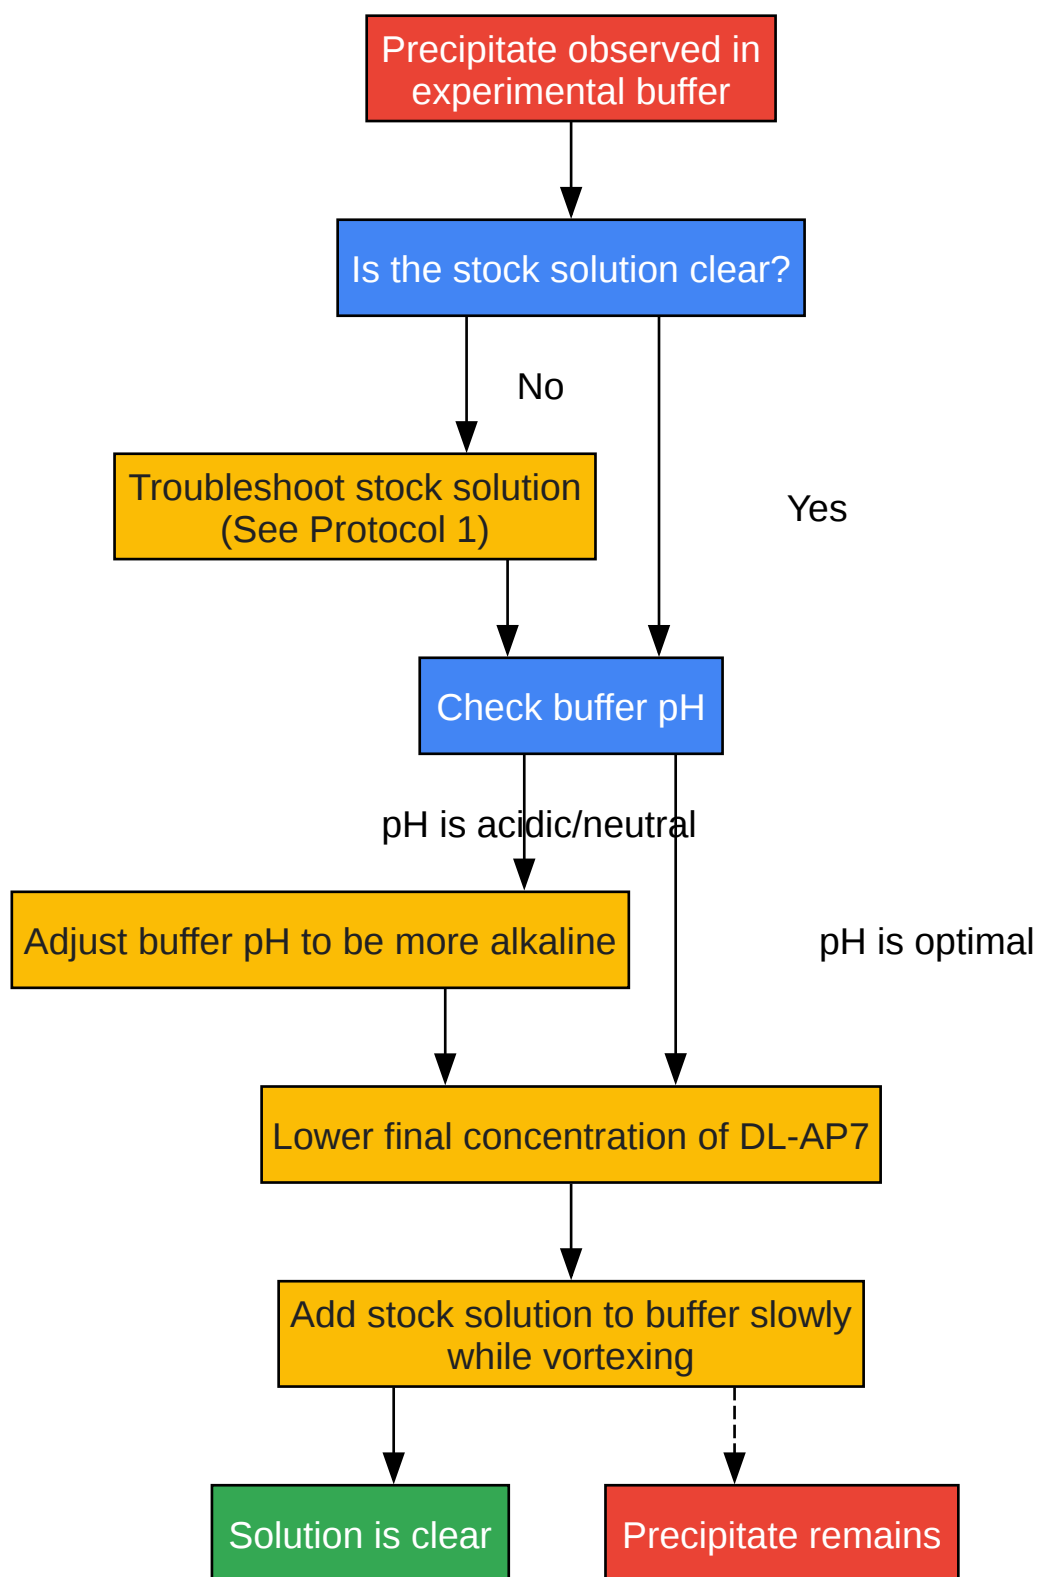 Precipitate observed in
experimental buffer
Is the stock solution clear?
No
Troubleshoot stock solution
(See Protocol 1)
Yes
Check buffer pH
pH is acidic/neutral
Adjust buffer pH to be more alkaline
pH is optimal
Lower final concentration of DL-AP7
Add stock solution to buffer slowly
while vortexing
Solution is clear
Precipitate remains